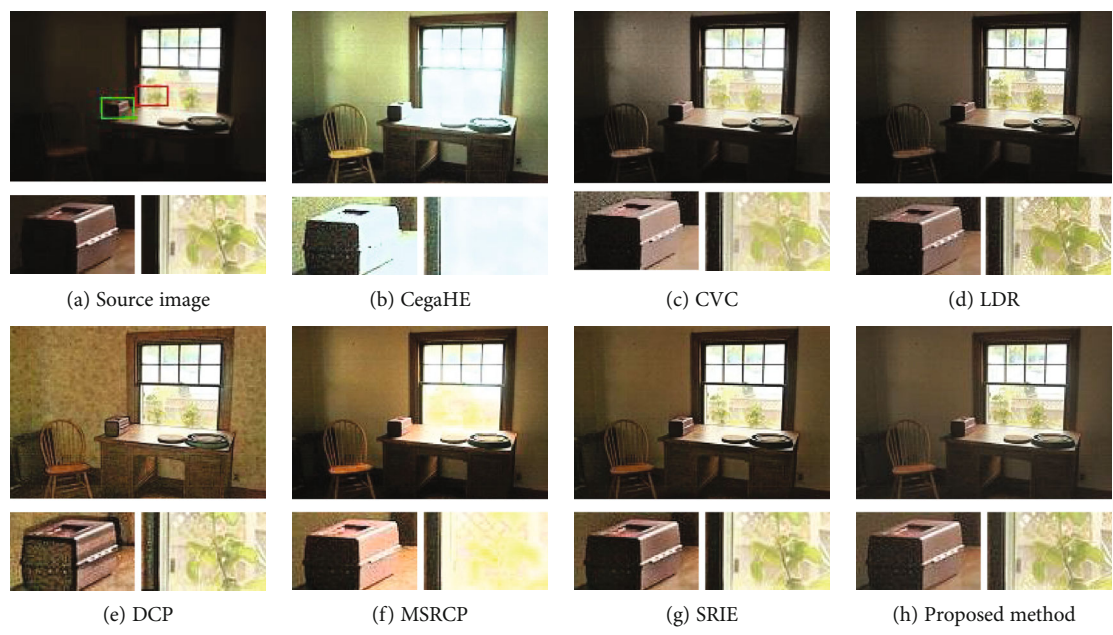 (a) Source image
(b) CegaHE
(c) CVC
(d) LDR
(e) DCP
(f) MSRCP
(g) SRIE
(h) Proposed method